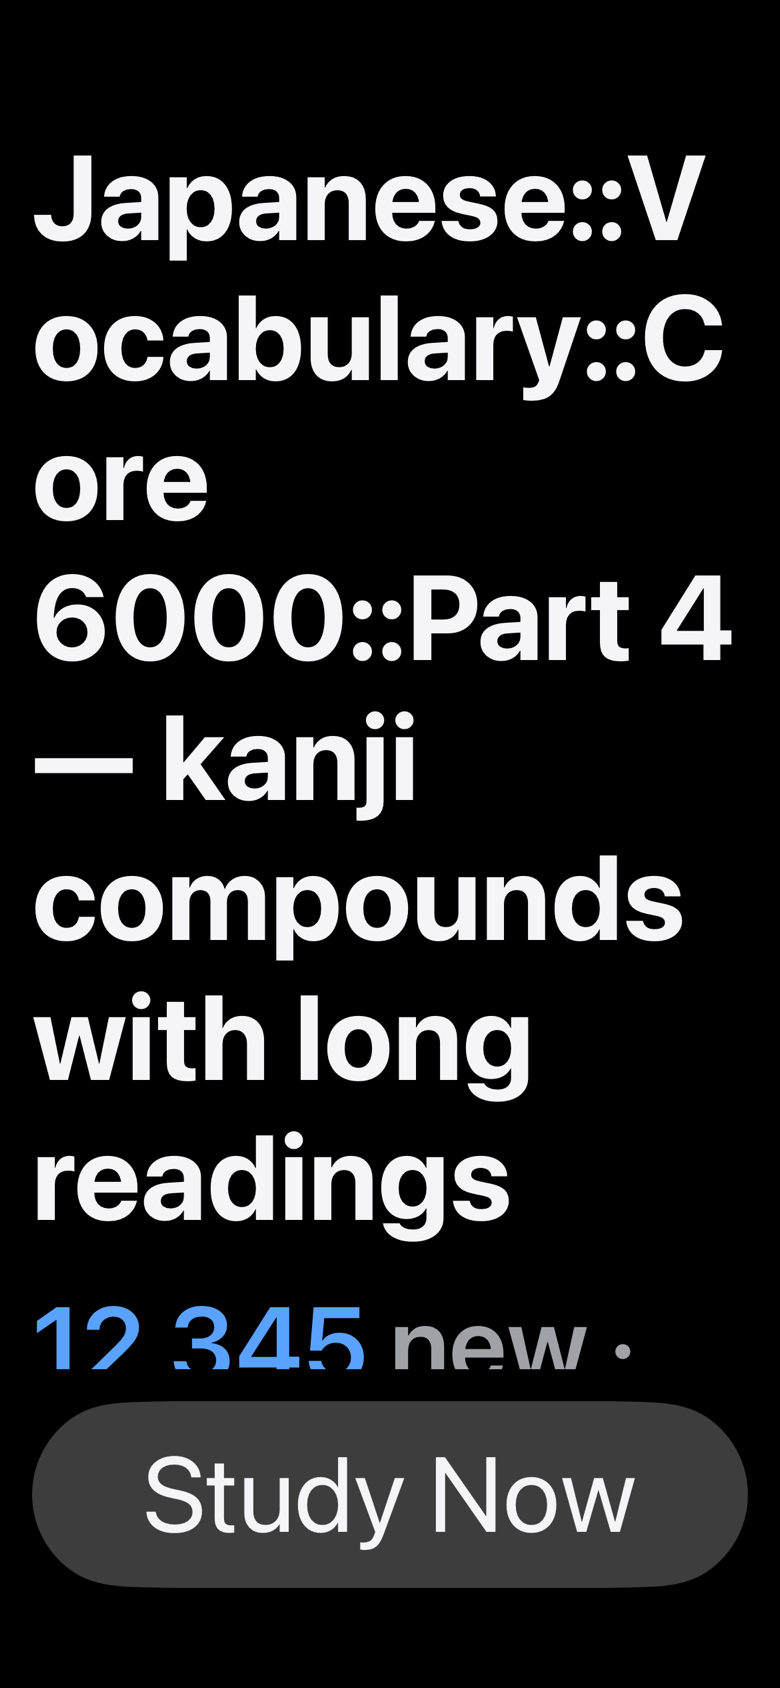 Japanese::V
ocabulary::C
ore
6000::Part 4
— kanji
compounds
with long
readings
12 345 new ·
Study Now